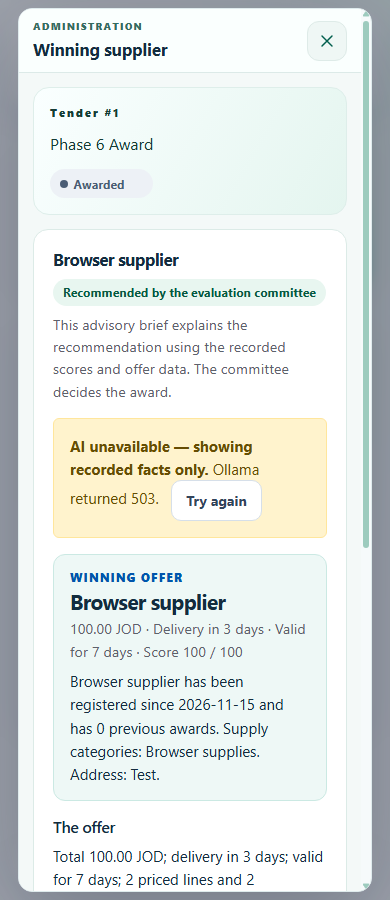 ADMINISTRATION
Winning supplier
Tender #1
Phase 6 Award
Awarded
Browser supplier
Recommended by the evaluation committee
This advisory brief explains the
recommendation using the recorded
scores and offer data. The committee
decides the award.
AI unavailable — showing
recorded facts only. Ollama
returned 503. Try again
WINNING OFFER
Browser supplier
100.00 JOD · Delivery in 3 days · Valid
for 7 days · Score 100 / 100
Browser supplier has been
registered since 2026-11-15 and
has 0 previous awards. Supply
categories: Browser supplies.
Address: Test.
The offer
Total 100.00 JOD; delivery in 3 days; valid
for 7 days; 2 priced lines and 2